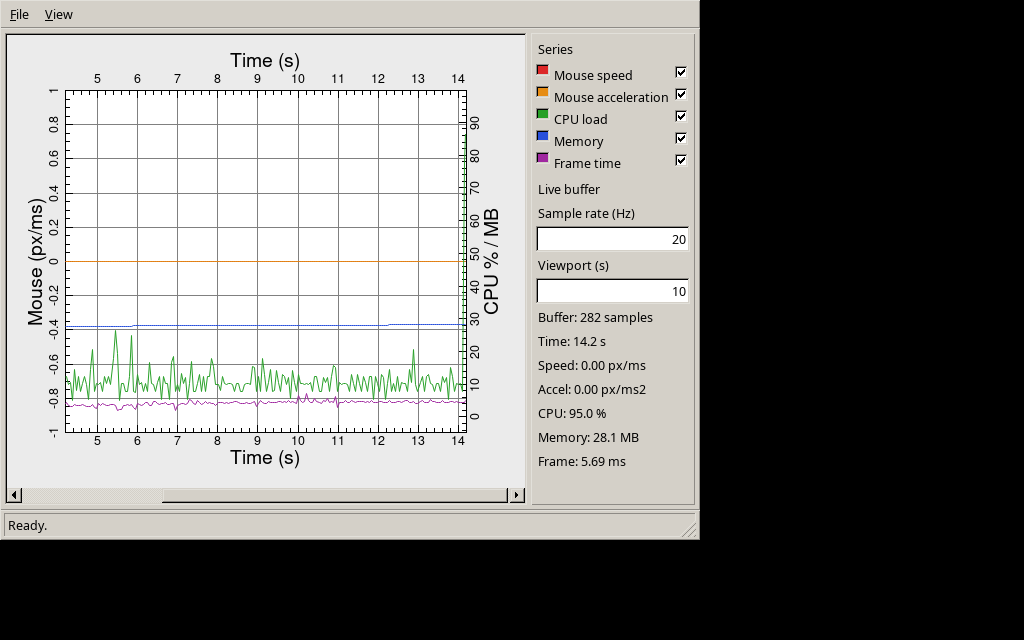 File View
Time (s)
5 6 7 8 9 10 11 12 13 14
1
0.8
0.6
0.4
0.2
0
-0.2
-0.4
-0.6
-0.8
-1
Mouse (px/ms)
90
80
70
60
50
40
30
20
10
0
CPU % / MB
5 6 7 8 9 10 11 12 13 14
Time (s)
Series
Mouse speed
Mouse acceleration
CPU load
Memory
Frame time
Live buffer
Sample rate (Hz)
20
Viewport (s)
10
Buffer: 282 samples
Time: 14.2 s
Speed: 0.00 px/ms
Accel: 0.00 px/ms2
CPU: 95.0 %
Memory: 28.1 MB
Frame: 5.69 ms
Ready.